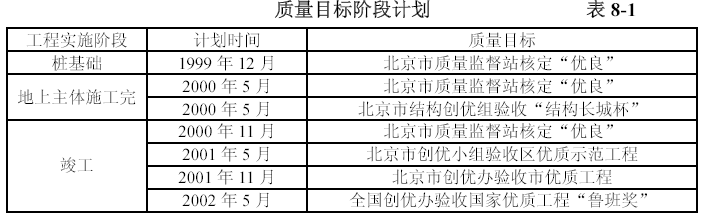 质量目标阶段计划 表 8-1
工程实施阶段 计划时间 质量目标
桩基础 1999 年 12 月 北京市质量监督站核定“优良”
地上主体施工完 2000 年 5 月 北京市质量监督站核定“优良”
2000 年 5 月 北京市结构创优组验收“结构长城杯”
竣工 2000 年 11 月 北京市质量监督站核定“优良”
2001 年 5 月 北京市创优小组验收区优质示范工程
2001 年 11 月 北京市创优办验收市优质工程
2002 年 5 月 全国创优办验收国家优质工程“鲁班奖”